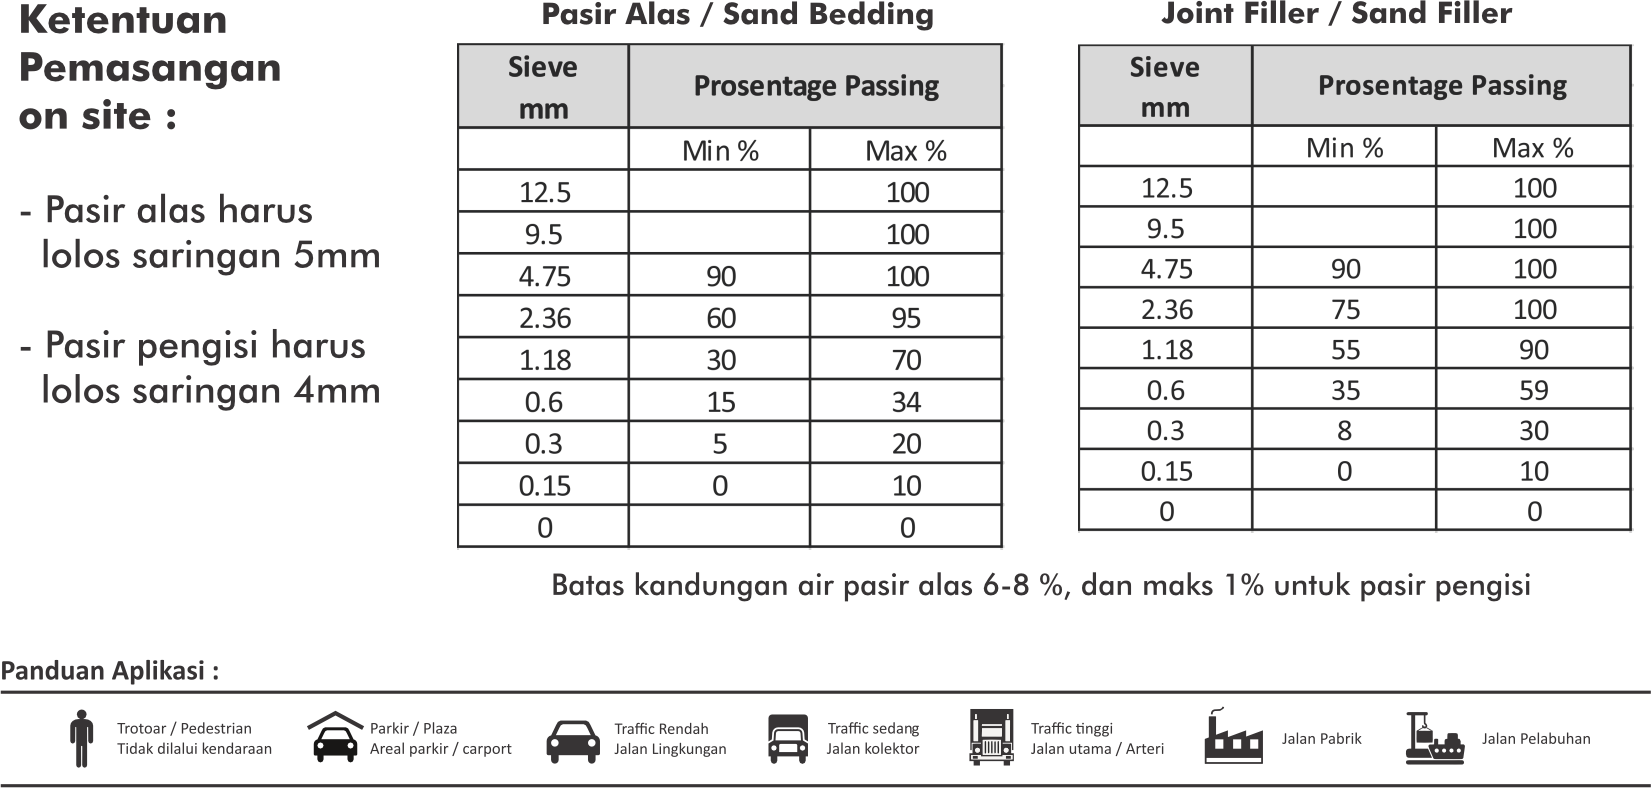 Ketentuan
Pemasangan
on site :
- Pasir alas harus
lolos saringan 5mm
- Pasir pengisi harus
lolos saringan 4mm
Pasir Alas / Sand Bedding
Sieve mm Prosentage Passing
Min % Max %
12.5 100
9.5 100
4.75 90 100
2.36 60 95
1.18 30 70
0.6 15 34
0.3 5 20
0.15 0 10
0 0
Joint Filler / Sand Filler
Sieve mm Prosentage Passing
Min % Max %
12.5 100
9.5 100
4.75 90 100
2.36 75 100
1.18 55 90
0.6 35 59
0.3 8 30
0.15 0 10
0 0
Batas kandungan air pasir alas 6-8 %, dan maks 1% untuk pasir pengisi
Panduan Aplikasi :
Trotoar / Pedestrian
Tidak dilalui kendaraan
Parkir / Plaza
Areal parkir / carport
Traffic Rendah
Jalan Lingkungan
Traffic sedang
Jalan kolektor
Traffic tinggi
Jalan utama / Arteri
Jalan Pabrik
Jalan Pelabuhan